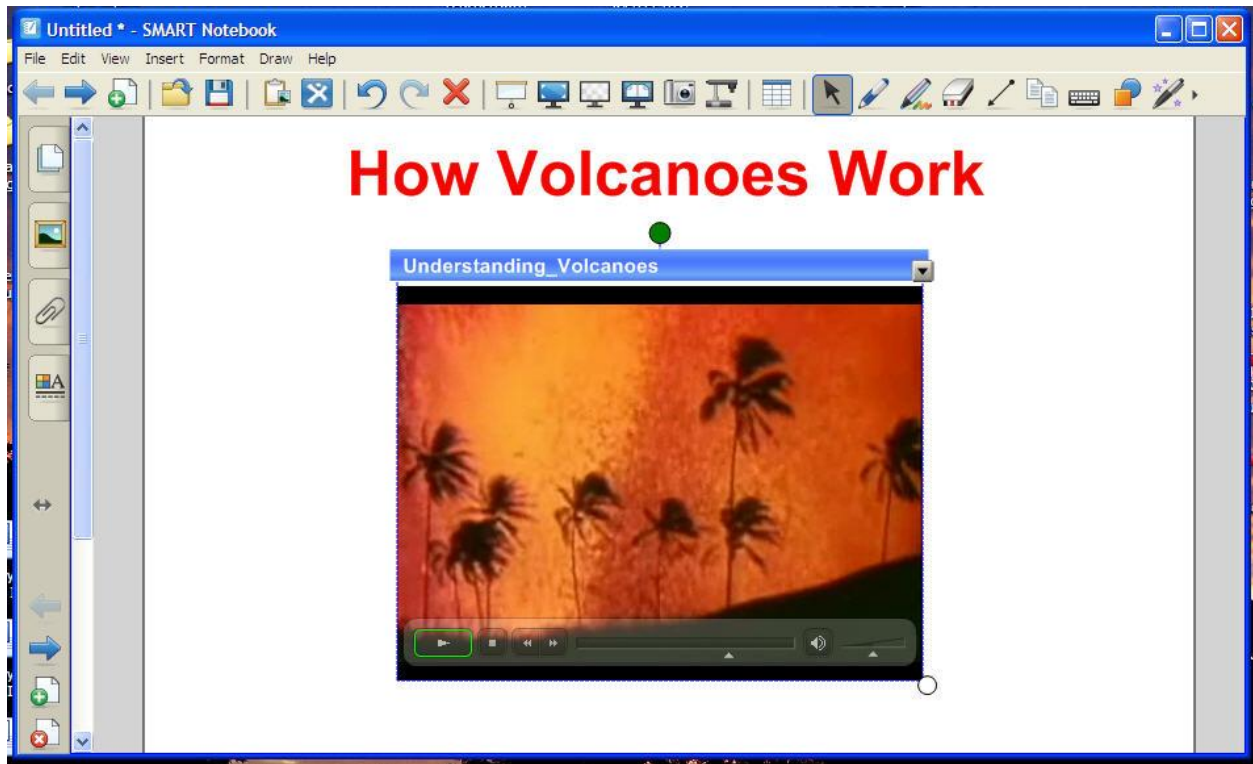 Untitled * - SMART Notebook
File Edit View Insert Format Draw Help
How Volcanoes Work
Understanding_Volcanoes
A